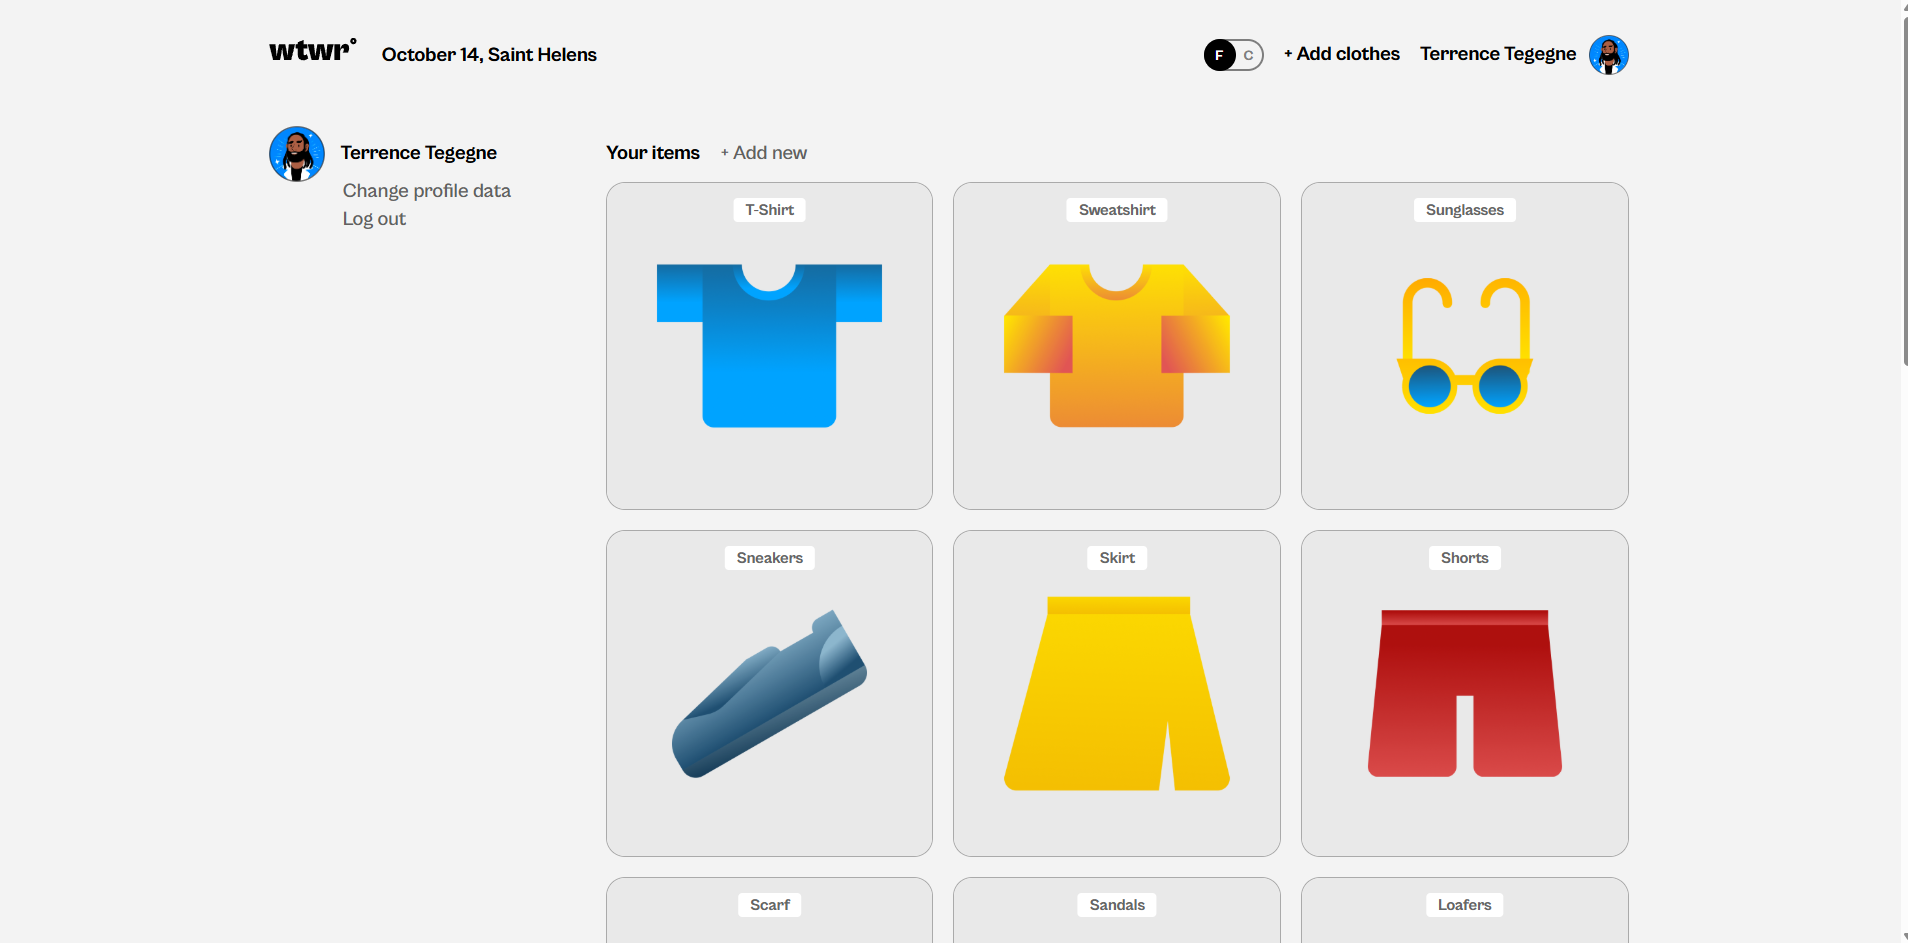 wtwr°
October 14, Saint Helens
F C
+ Add clothes
Terrence Tegegne
Terrence Tegegne
Change profile data
Log out
Your items
+ Add new
T-Shirt
Sweatshirt
Sunglasses
Sneakers
Skirt
Shorts
Scarf
Sandals
Loafers